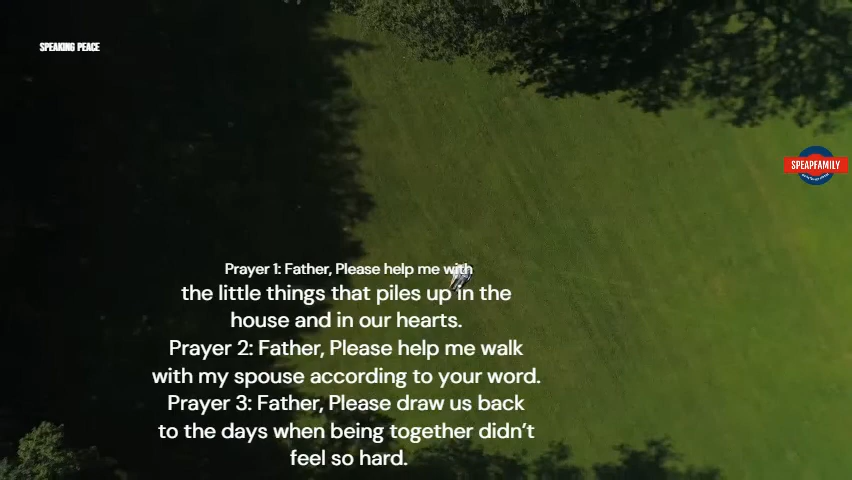 SPEAKING PEACE
SPEAPFAMILY
Prayer 1: Father, Please help me with
the little things that piles up in the
house and in our hearts.
Prayer 2: Father, Please help me walk
with my spouse according to your word.
Prayer 3: Father, Please draw us back
to the days when being together didn't
feel so hard.